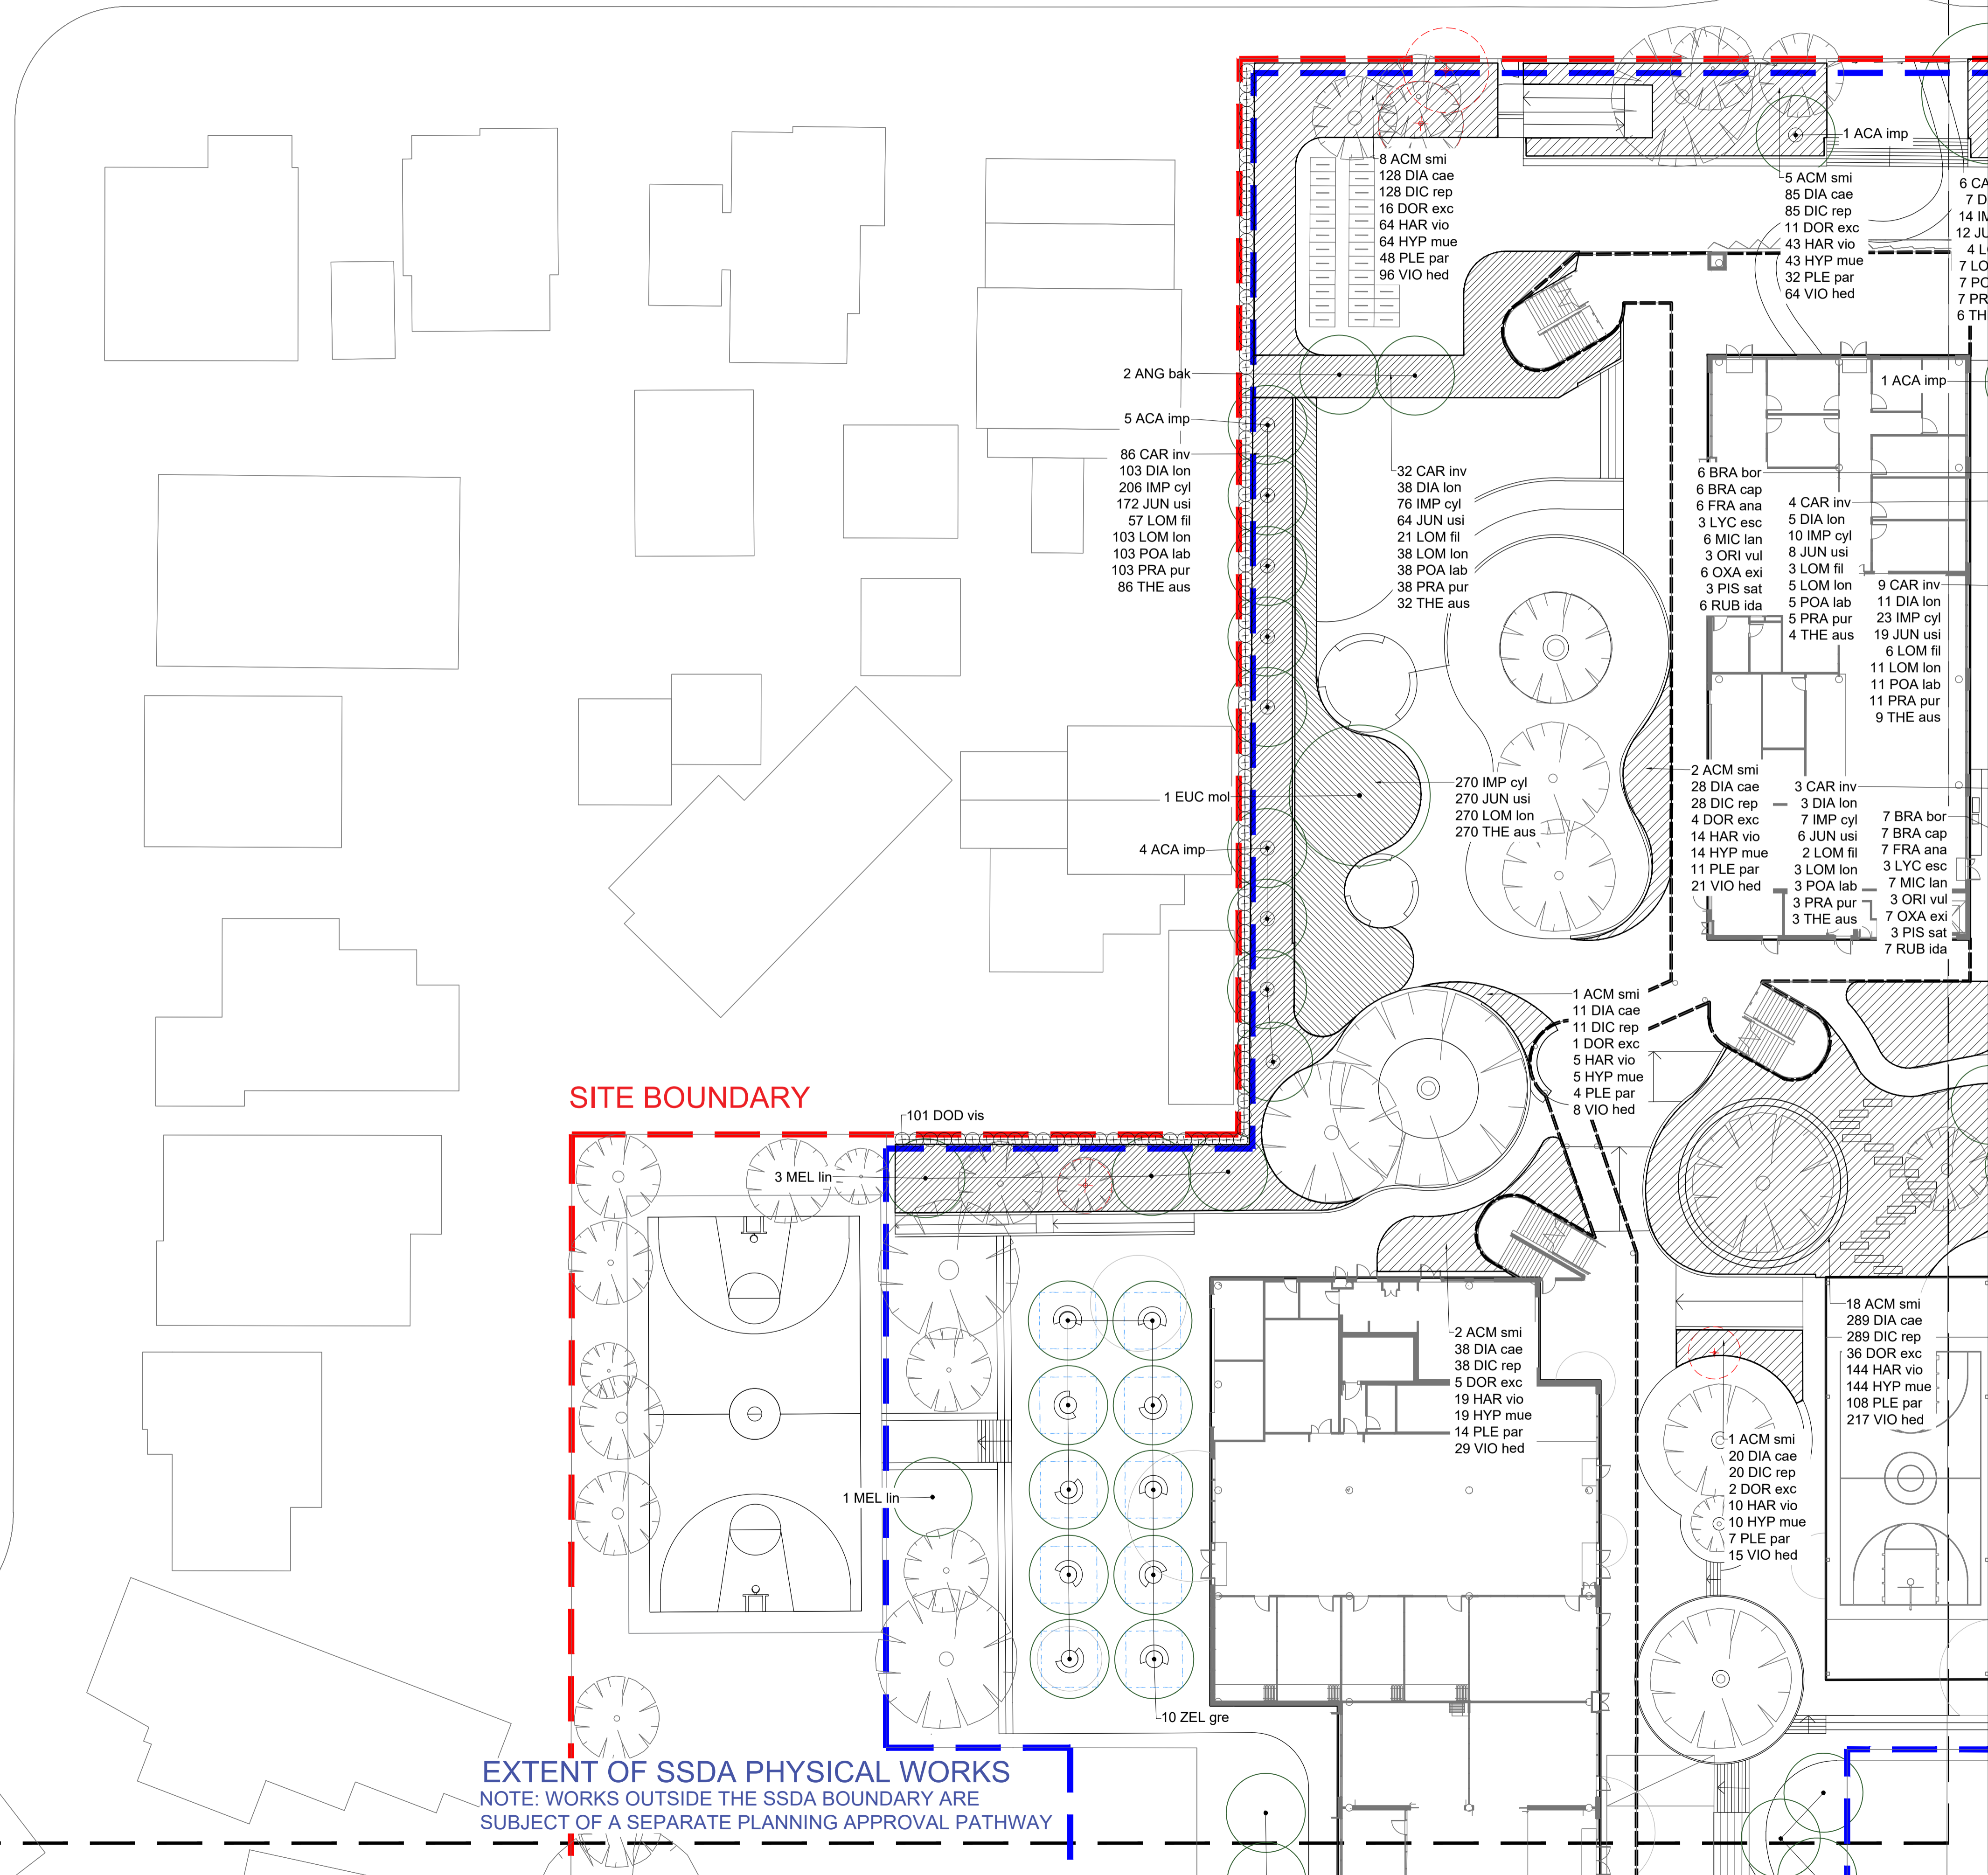 1 ACA imp
8 ACM smi
128 DIA cae
128 DIC rep
16 DOR exc
64 HAR vio
64 HYP mue
48 PLE par
96 VIO hed
5 ACM smi
85 DIA cae
85 DIC rep
11 DOR exc
43 HAR vio
43 HYP mue
32 PLE par
64 VIO hed
6 CA
7 D
14 IM
12 JU
4 L
7 LO
7 PO
7 PR
6 TH
2 ANG bak
1 ACA imp
5 ACA imp
86 CAR inv
103 DIA lon
206 IMP cyl
172 JUN usi
57 LOM fil
103 LOM lon
103 POA lab
103 PRA pur
86 THE aus
32 CAR inv
38 DIA lon
76 IMP cyl
64 JUN usi
21 LOM fil
38 LOM lon
38 POA lab
38 PRA pur
32 THE aus
6 BRA bor
6 BRA cap
6 FRA ana
3 LYC esc
6 MIC lan
3 ORI vul
6 OXA exi
3 PIS sat
6 RUB ida
4 CAR inv
5 DIA lon
10 IMP cyl
8 JUN usi
3 LOM fil
5 LOM lon
5 POA lab
5 PRA pur
4 THE aus
9 CAR inv
11 DIA lon
23 IMP cyl
19 JUN usi
6 LOM fil
11 LOM lon
11 POA lab
11 PRA pur
9 THE aus
1 EUC mol
270 IMP cyl
270 JUN usi
270 LOM lon
270 THE aus
2 ACM smi
28 DIA cae
28 DIC rep
4 DOR exc
14 HAR vio
14 HYP mue
11 PLE par
21 VIO hed
3 CAR inv
3 DIA lon
7 IMP cyl
6 JUN usi
2 LOM fil
3 LOM lon
3 POA lab
3 PRA pur
3 THE aus
7 BRA bor
7 BRA cap
7 FRA ana
3 LYC esc
7 MIC lan
3 ORI vul
7 OXA exi
3 PIS sat
7 RUB ida
4 ACA imp
1 ACM smi
11 DIA cae
11 DIC rep
1 DOR exc
5 HAR vio
5 HYP mue
4 PLE par
8 VIO hed
SITE BOUNDARY
101 DOD vis
3 MEL lin
2 ACM smi
38 DIA cae
38 DIC rep
5 DOR exc
19 HAR vio
19 HYP mue
14 PLE par
29 VIO hed
18 ACM smi
289 DIA cae
289 DIC rep
36 DOR exc
144 HAR vio
144 HYP mue
108 PLE par
217 VIO hed
1 ACM smi
20 DIA cae
20 DIC rep
2 DOR exc
10 HAR vio
10 HYP mue
7 PLE par
15 VIO hed
1 MEL lin
10 ZEL gre
EXTENT OF SSDA PHYSICAL WORKS
NOTE: WORKS OUTSIDE THE SSDA BOUNDARY ARE
SUBJECT OF A SEPARATE PLANNING APPROVAL PATHWAY